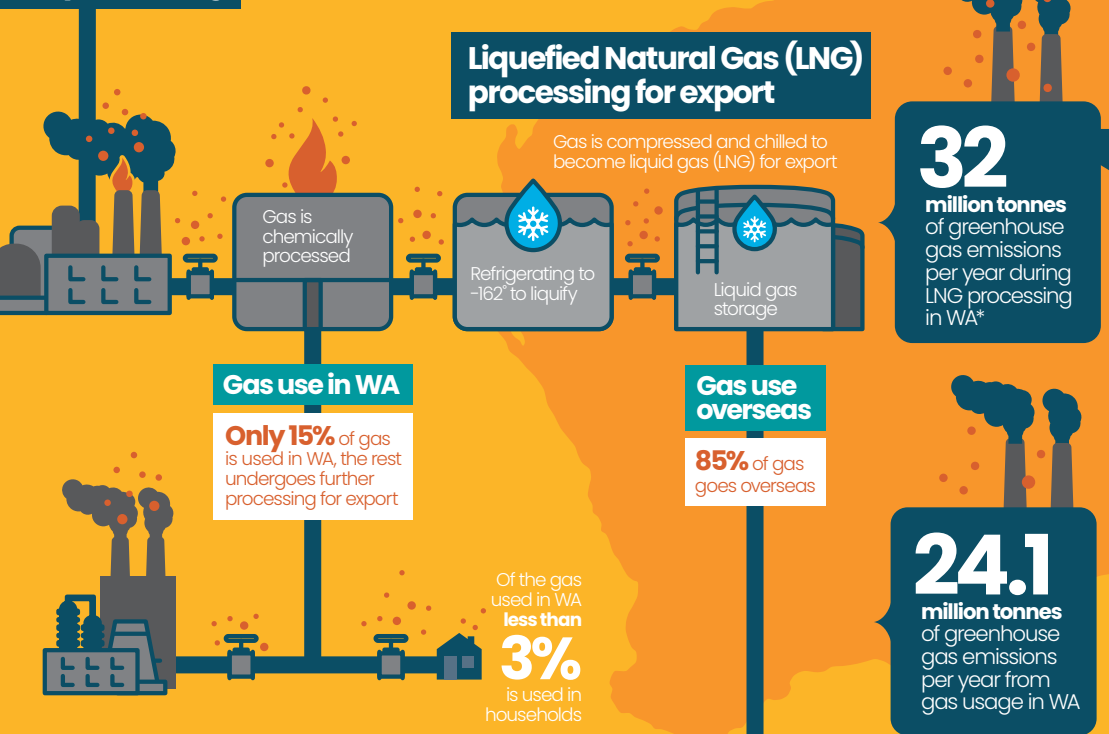 Liquefied Natural Gas (LNG)
processing for export
Gas is compressed and chilled to
become liquid gas (LNG) for export
32
million tonnes
of greenhouse
gas emissions
per year during
LNG processing
in WA*
Gas is
chemically
processed
Refrigerating to
-162° to liquify
Liquid gas
storage
Gas use in WA
Only 15% of gas
is used in WA, the rest
undergoes further
processing for export
Gas use
overseas
85% of gas
goes overseas
Of the gas
used in WA
less than
3%
is used in
households
24.1
million tonnes
of greenhouse
gas emissions
per year from
gas usage in WA